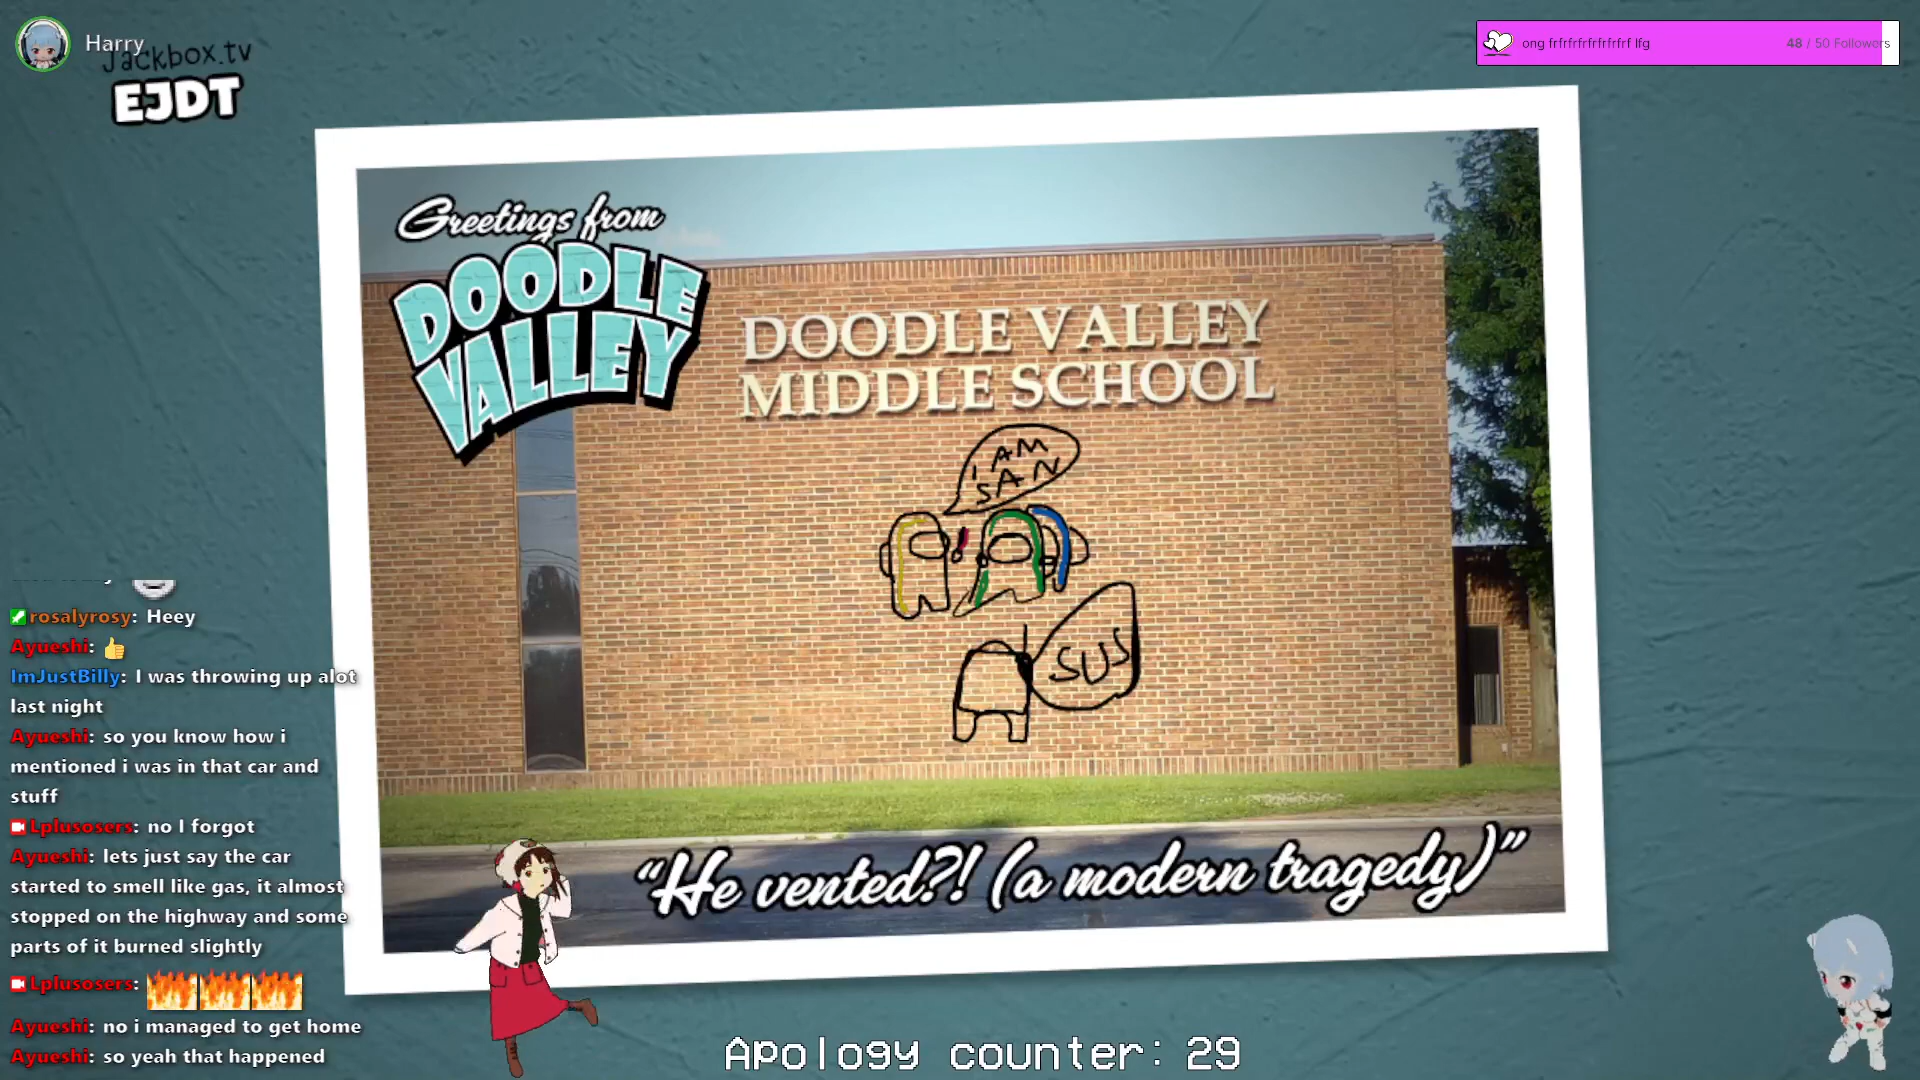 Harry
Jackbox.tv
EJDT
ong frfrfrfrfrfrfrfrf lfg
48 / 50 Followers
Greetings from
DOODLE
VALLEY
DOODLE VALLEY
MIDDLE SCHOOL
I AM
SAN
SUS
"He vented?! (a modern tragedy)"
rosalyrosy: Heey
Ayueshi:
ImJustBilly: I was throwing up alot
last night
Ayueshi: so you know how i
mentioned i was in that car and
stuff
Lplusosers: no I forgot
Ayueshi: lets just say the car
started to smell like gas, it almost
stopped on the highway and some
parts of it burned slightly
Lplusosers:
Ayueshi: no i managed to get home
Ayueshi: so yeah that happened
Apology counter: 29